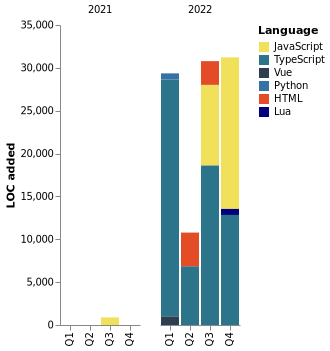 2021 2022
35,000
30,000
25,000
20,000
15,000
10,000
5,000
0
LOC added
Q1 Q2 Q3 Q4 Q1 Q2 Q3 Q4
Language
JavaScript
TypeScript
Vue
Python
HTML
Lua